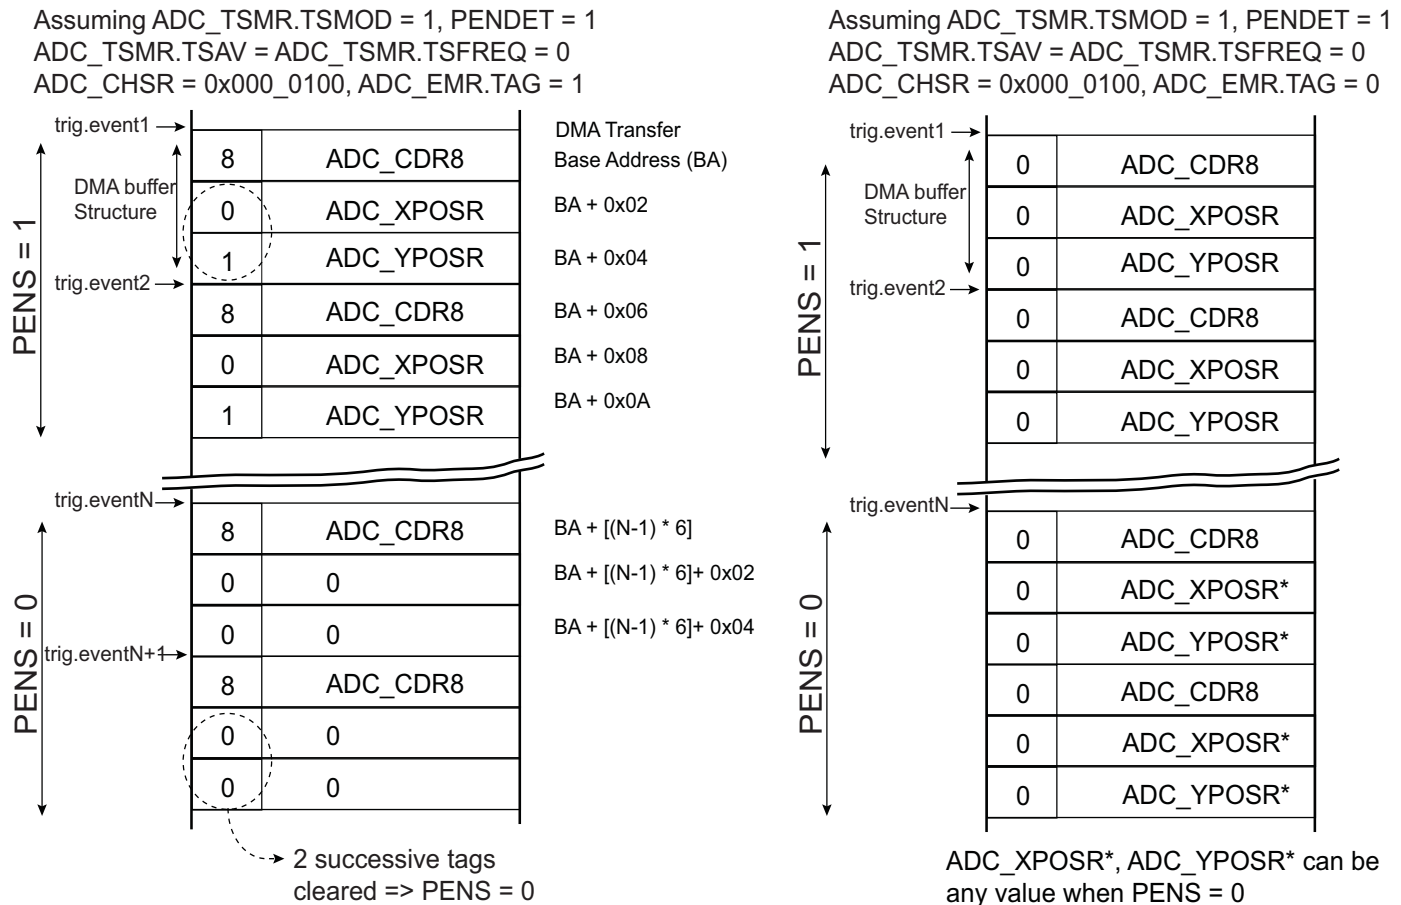 Assuming ADC_TSMR.TSMOD = 1, PENDET = 1
ADC_TSMR.TSAV = ADC_TSMR.TSFREQ = 0
ADC_CHSR = 0x000_0100, ADC_EMR.TAG = 1
trig.event1
DMA Transfer
8 ADC_CDR8 Base Address (BA)
DMA buffer
Structure
0 ADC_XPOSR BA + 0x02
1 ADC_YPOSR BA + 0x04
PENS = 1
trig.event2
8 ADC_CDR8 BA + 0x06
0 ADC_XPOSR BA + 0x08
1 ADC_YPOSR BA + 0x0A
trig.eventN
8 ADC_CDR8 BA + [(N-1) * 6]
0 0 BA + [(N-1) * 6]+ 0x02
0 0 BA + [(N-1) * 6]+ 0x04
PENS = 0
trig.eventN+1
8 ADC_CDR8
0 0
0 0
2 successive tags
cleared => PENS = 0
Assuming ADC_TSMR.TSMOD = 1, PENDET = 1
ADC_TSMR.TSAV = ADC_TSMR.TSFREQ = 0
ADC_CHSR = 0x000_0100, ADC_EMR.TAG = 0
trig.event1
0 ADC_CDR8
DMA buffer
Structure
0 ADC_XPOSR
0 ADC_YPOSR
PENS = 1
trig.event2
0 ADC_CDR8
0 ADC_XPOSR
0 ADC_YPOSR
trig.eventN
0 ADC_CDR8
0 ADC_XPOSR*
0 ADC_YPOSR*
PENS = 0
0 ADC_CDR8
0 ADC_XPOSR*
0 ADC_YPOSR*
ADC_XPOSR*, ADC_YPOSR* can be
any value when PENS = 0